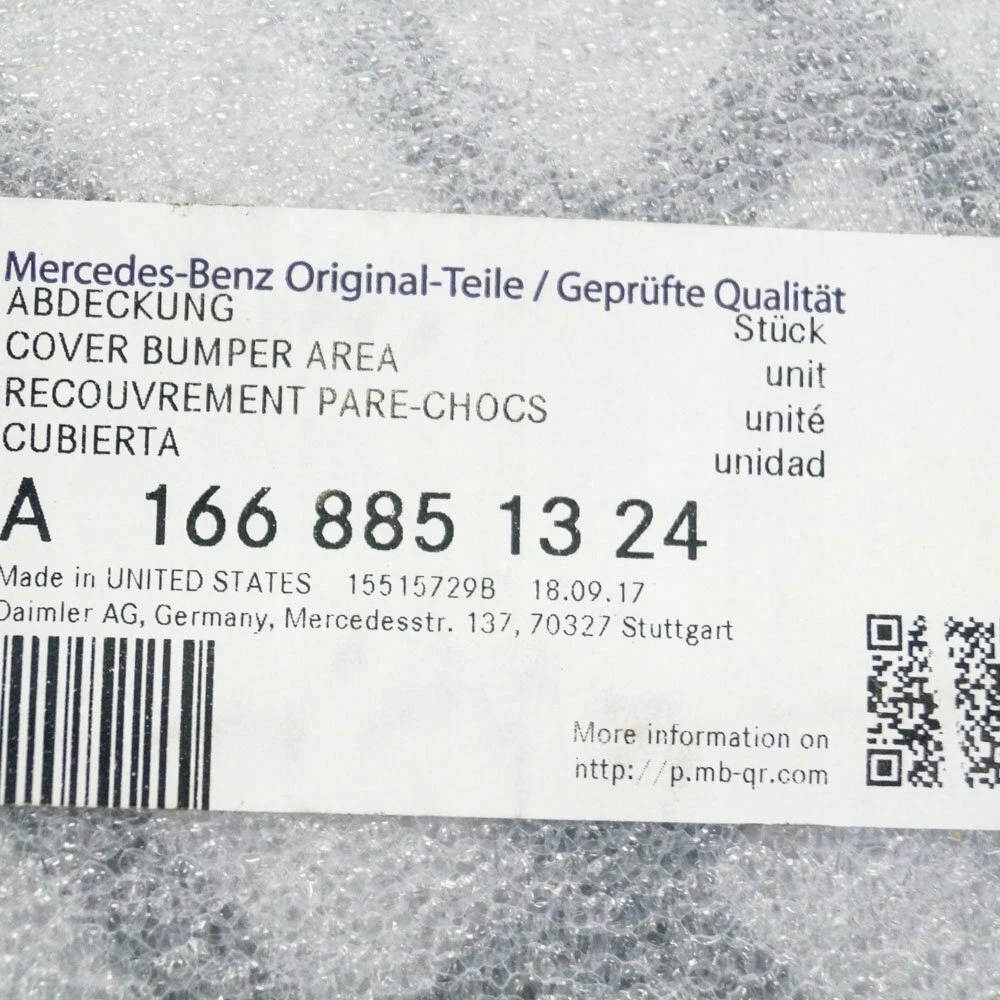 Mercedes-Benz Original-Teile / Geprüfte Qualität
ABDECKUNG Stück
COVER BUMPER AREA unit
RECOUVREMENT PARE-CHOCS unité
CUBIERTA unidad
A 166 885 13 24
Made in UNITED STATES 15515729B 18.09.17
Daimler AG, Germany, Mercedesstr. 137, 70327 Stuttgart
More information on
http://p.mb-qr.com